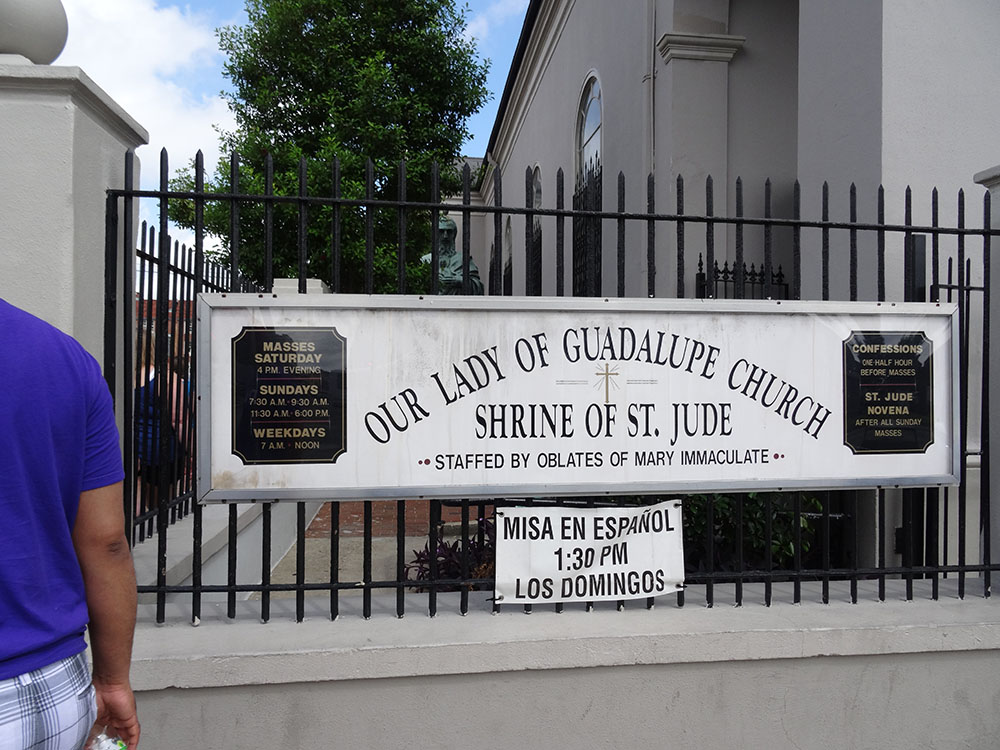 MASSES
SATURDAY
4 P.M. EVENING
SUNDAYS
7:30 A.M • 9:30 A.M.
11:30 A.M • 6:00 P.M.
WEEKDAYS
7 A.M • NOON
OUR LADY OF GUADALUPE CHURCH
SHRINE OF ST. JUDE
•• STAFFED BY OBLATES OF MARY IMMACULATE ••
CONFESSIONS
ONE HALF HOUR
BEFORE MASSES
ST. JUDE
NOVENA
AFTER ALL SUNDAY
MASSES
MISA EN ESPAÑOL
1:30 PM
LOS DOMINGOS